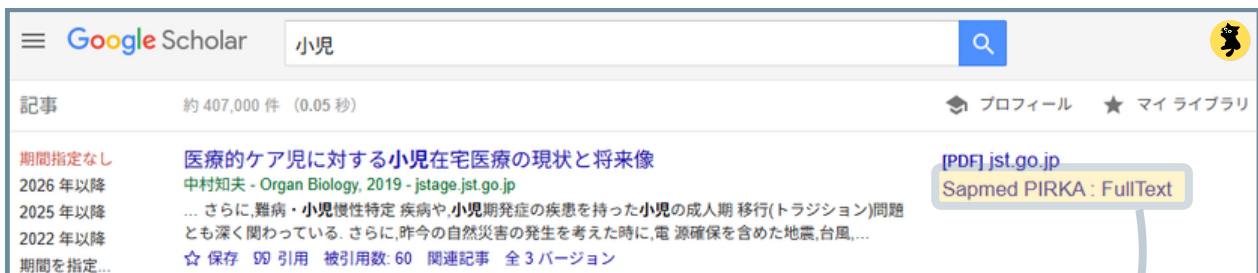 Google Scholar
小児
記事
約 407,000 件 (0.05 秒)
プロフィール
マイ ライブラリ
期間指定なし
2026 年以降
2025 年以降
2022 年以降
期間を指定...
医療的ケア児に対する小児在宅医療の現状と将来像
中村知夫 - Organ Biology, 2019 - jstage.jst.go.jp
... さらに,難病・小児慢性特定 疾病や,小児期発症の疾患を持った小児の成人期 移行(トラジション)問題
とも深く関わっている. さらに,昨今の自然災害の発生を考えた時に,電 源確保を含めた地震,台風,...
保存 引用 被引用数: 60 関連記事 全 3 バージョン
[PDF] jst.go.jp
Sapmed PIRKA : FullText